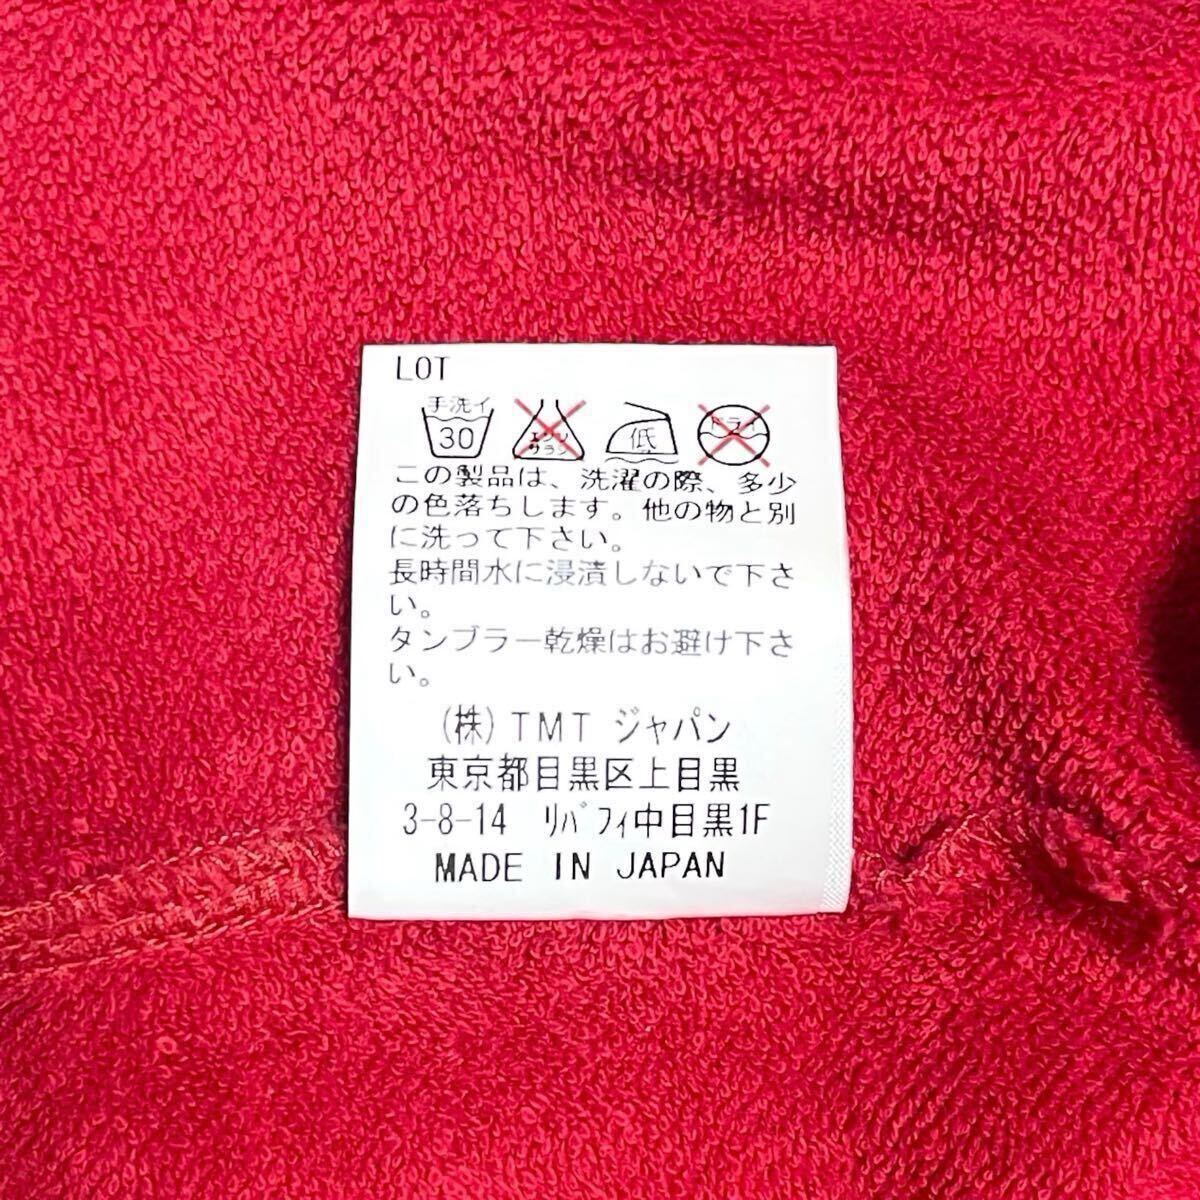 LOT
手洗イ
30
エンソ
サラシ
低
ドライ
この製品は、洗濯の際、多少
の色落ちします。他の物と別
に洗って下さい。
長時間水に浸漬しないで下さ
い。
タンブラー乾燥はお避け下さ
い。
(株)TMTジャパン
東京都目黒区上目黒
3-8-14 リバフィ中目黒1F
MADE IN JAPAN